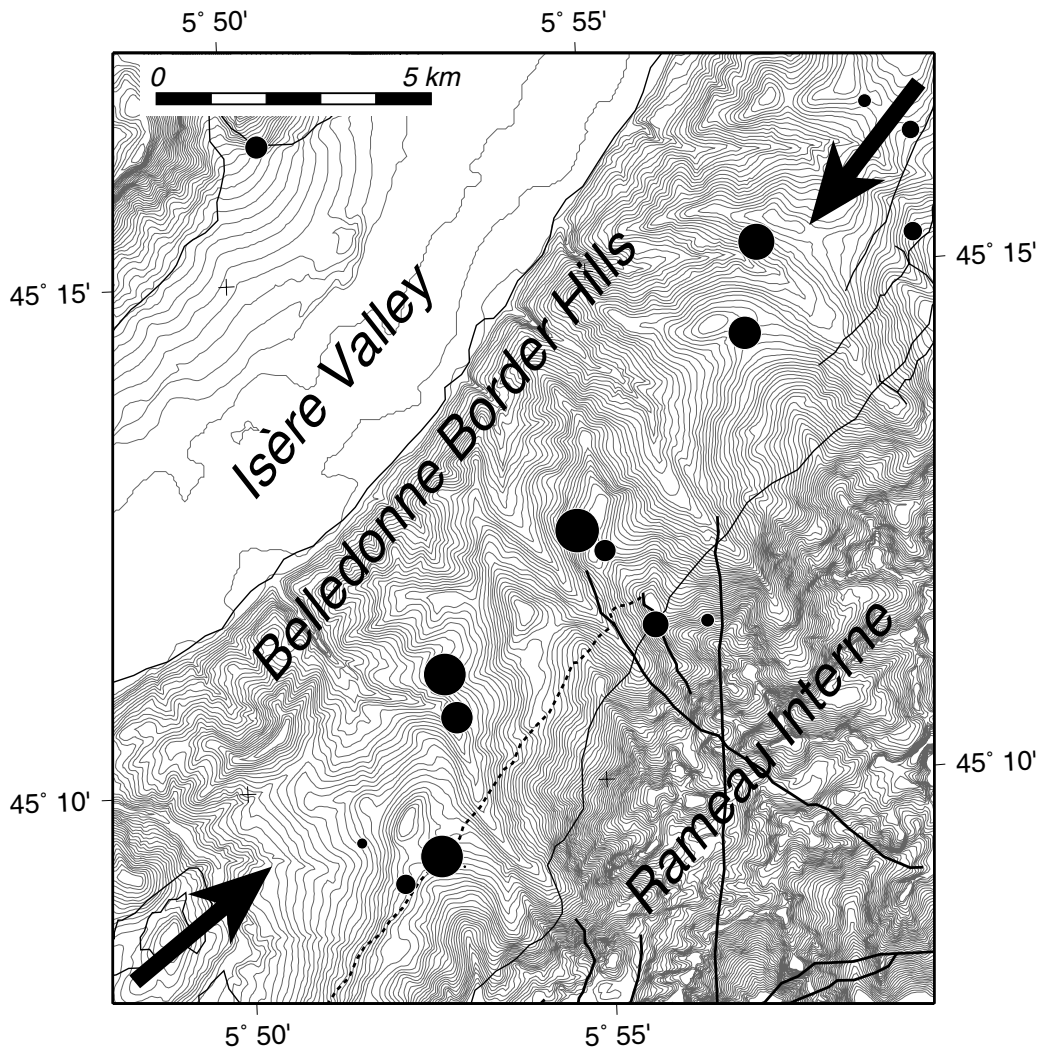 5° 50'
5° 55'
0
5 km
45° 15'
45° 15'
Isère Valley
Belledonne Border Hills
Rameau Interne
45° 10'
45° 10'
5° 50'
5° 55'